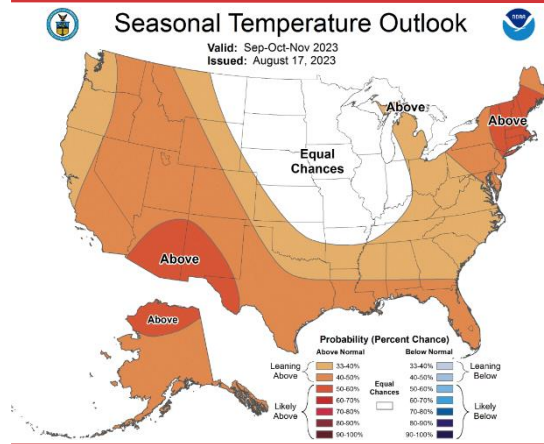 Seasonal Temperature Outlook
NOAA
Valid: Sep-Oct-Nov 2023
Issued: August 17, 2023
Above
Above
Equal
Chances
Above
Above
Probability (Percent Chance)
Above Normal
Below Normal
Leaning
Above
33-40%
40-50%
Likely
Above
50-60%
60-70%
70-80%
80-90%
90-100%
Equal
Chances
33-40%
40-50%
Leaning
Below
50-60%
60-70%
70-80%
80-90%
90-100%
Likely
Below